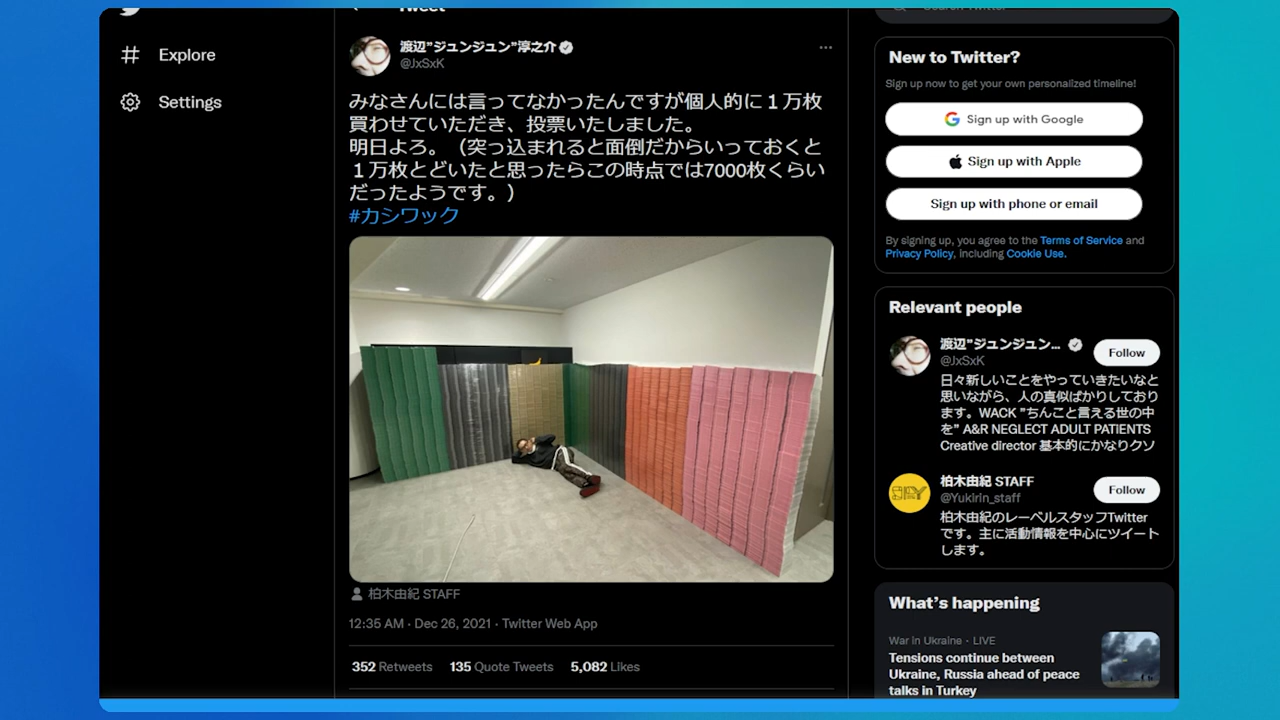 Tweet
Explore
Settings
渡辺”ジュンジュン”淳之介
@JxSxK
みなさんには言ってなかったんですが個人的に１万枚
買わせていただき、投票いたしました。
明日よろ。（突っ込まれると面倒だからいっておくと
１万枚とどいたと思ったらこの時点では7000枚くらい
だったようです。）
#カシワック
柏木由紀 STAFF
12:35 AM · Dec 26, 2021 · Twitter Web App
352 Retweets 135 Quote Tweets 5,082 Likes
Search Twitter
New to Twitter?
Sign up now to get your own personalized timeline!
Sign up with Google
Sign up with Apple
Sign up with phone or email
By signing up, you agree to the Terms of Service and
Privacy Policy, including Cookie Use.
Relevant people
渡辺”ジュンジュン...
@JxSxK
Follow
日々新しいことをやっていきたいなと
思いながら、人の真似ばかりしており
ます。WACK ”ちんこと言える世の中
を” A&R NEGLECT ADULT PATIENTS
Creative director 基本的にかなりクソ
柏木由紀 STAFF
@Yukirin_staff
Follow
柏木由紀のレーベルスタッフTwitter
です。主に活動情報を中心にツイート
します。
What’s happening
War in Ukraine · LIVE
Tensions continue between
Ukraine, Russia ahead of peace
talks in Turkey